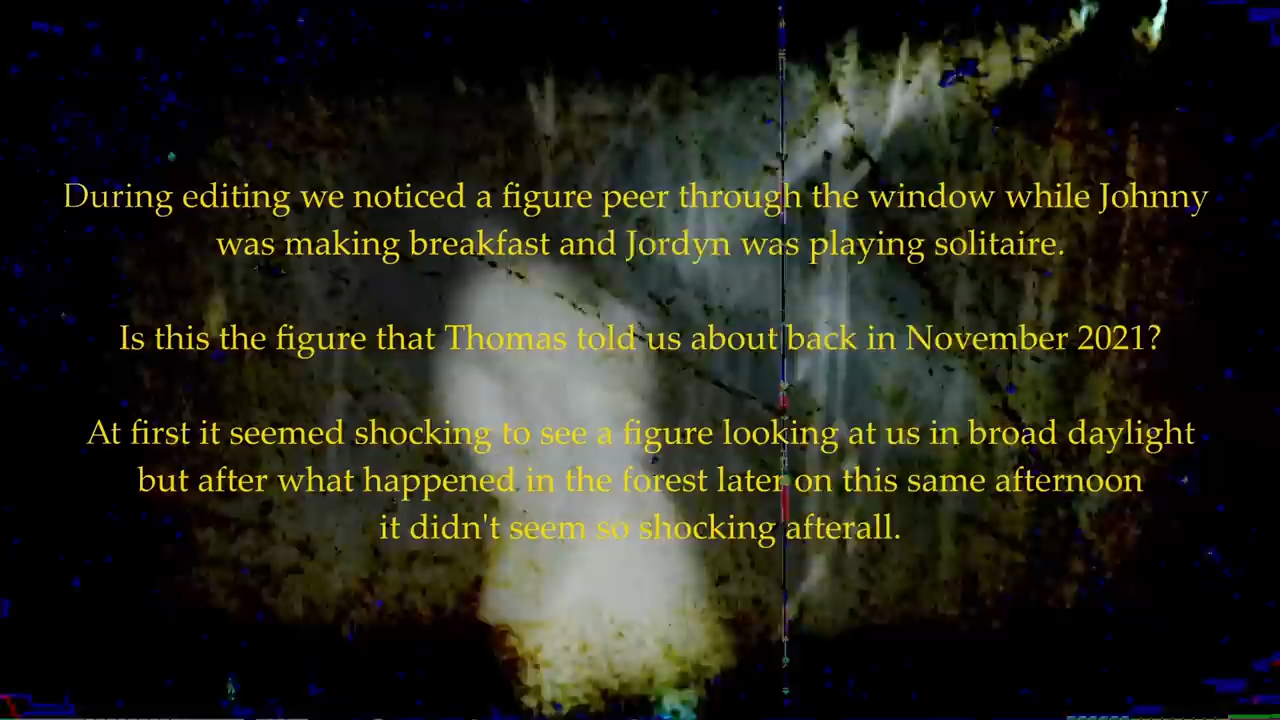 During editing we noticed a figure peer through the window while Johnny
was making breakfast and Jordyn was playing solitaire.
Is this the figure that Thomas told us about back in November 2021?
At first it seemed shocking to see a figure looking at us in broad daylight
but after what happened in the forest later on this same afternoon
it didn't seem so shocking afterall.